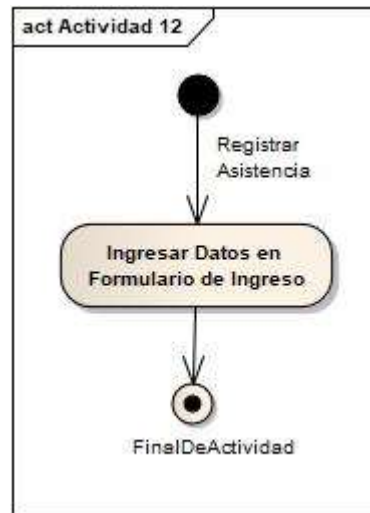 act Actividad 12
Registrar
Asistencia
Ingresar Datos en
Formulario de Ingreso
FinalDeActividad